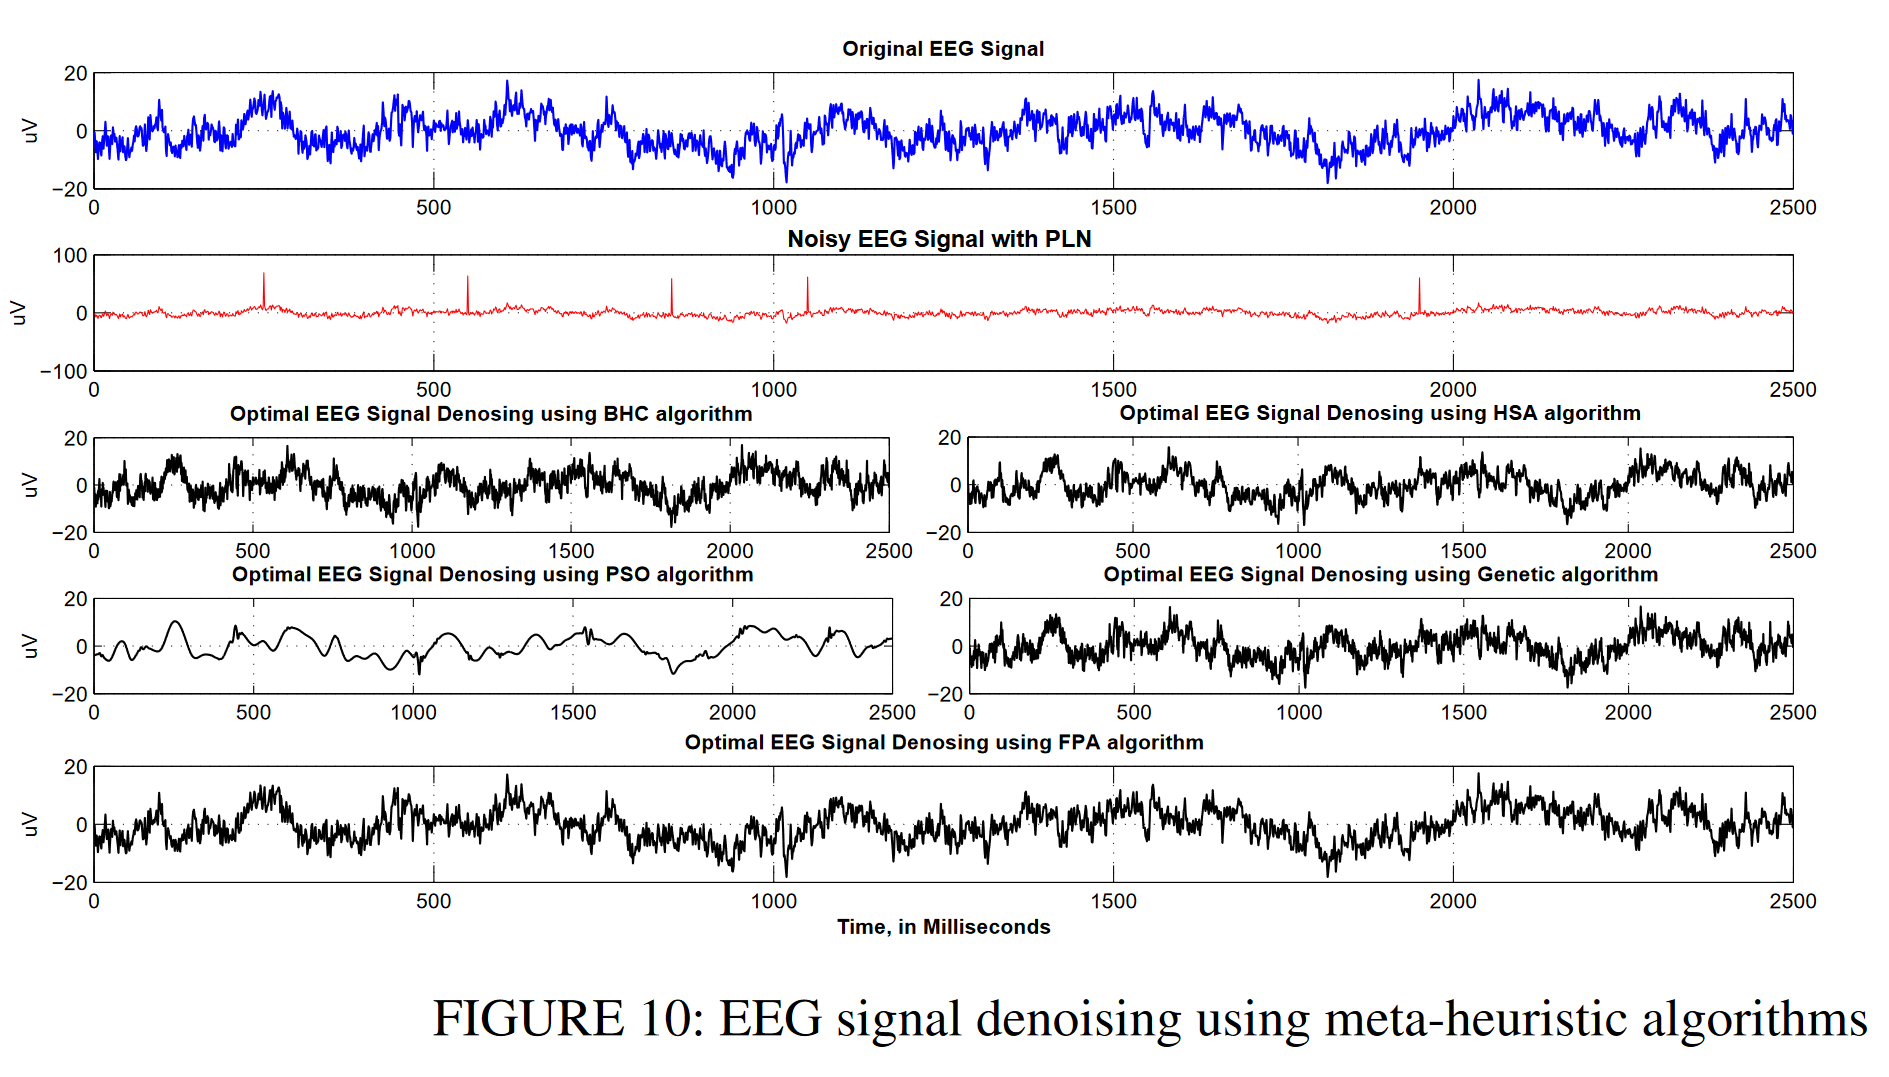 Original EEG Signal
20
0
−20
uV
0 500 1000 1500 2000 2500
Noisy EEG Signal with PLN
100
0
−100
uV
0 500 1000 1500 2000 2500
Optimal EEG Signal Denosing using BHC algorithm
20
0
−20
uV
0 500 1000 1500 2000 2500
Optimal EEG Signal Denosing using HSA algorithm
20
0
−20
0 500 1000 1500 2000 2500
Optimal EEG Signal Denosing using PSO algorithm
20
0
−20
uV
0 500 1000 1500 2000 2500
Optimal EEG Signal Denosing using Genetic algorithm
20
0
−20
0 500 1000 1500 2000 2500
Optimal EEG Signal Denosing using FPA algorithm
20
0
−20
uV
0 500 1000 1500 2000 2500
Time, in Milliseconds
FIGURE 10: EEG signal denoising using meta-heuristic algorithms